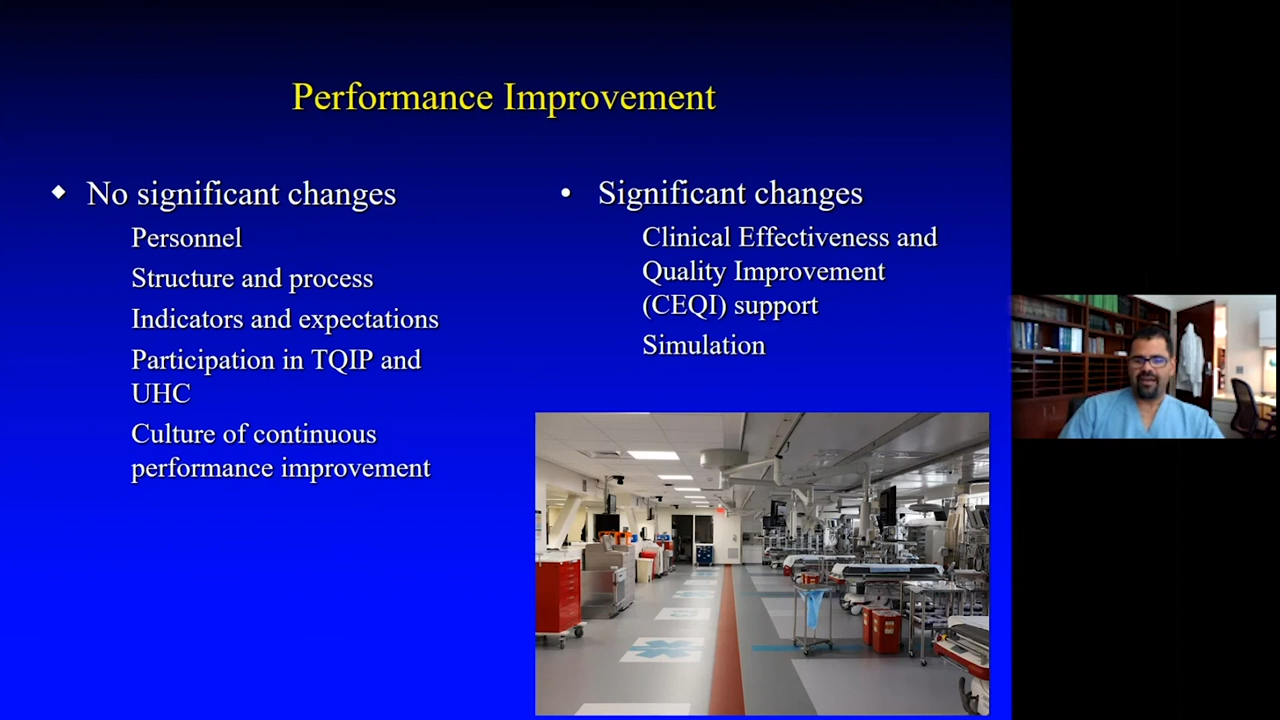 Performance Improvement
No significant changes
Personnel
Structure and process
Indicators and expectations
Participation in TQIP and
UHC
Culture of continuous
performance improvement
Significant changes
Clinical Effectiveness and
Quality Improvement
(CEQI) support
Simulation